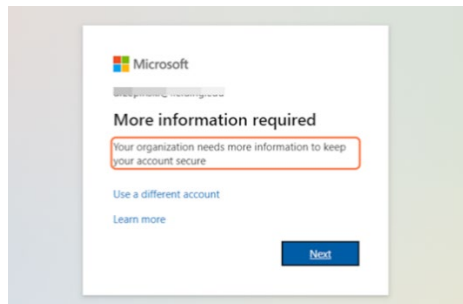 Microsoft
More information required
Your organization needs more information to keep
your account secure
Use a different account
Learn more
Next